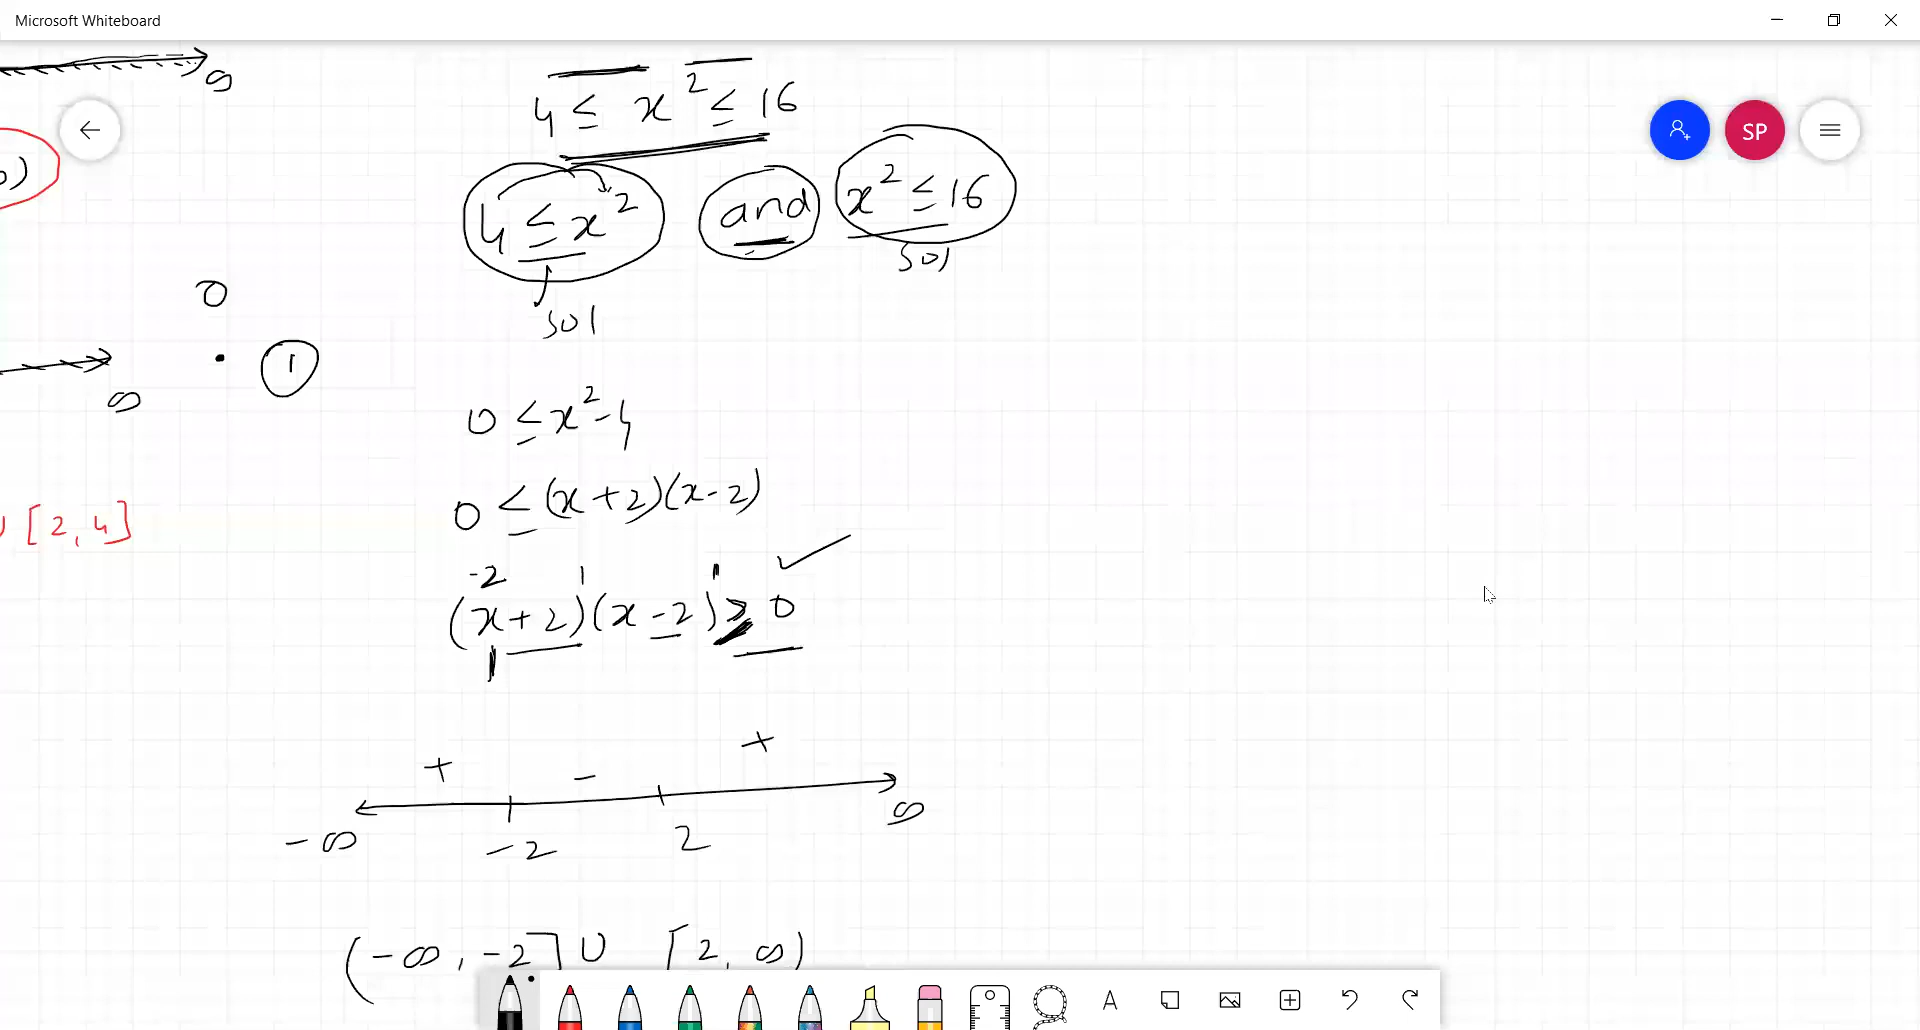 Microsoft Whiteboard
∞
4 ≤ x² ≤ 16
SP
4 ≤ x² and x² ≤ 16
sol
sol
0
1
∞
0 ≤ x² - 4
0 ≤ (x+2)(x-2)
U [2, 4]
-2
(x+2)(x-2) ≥ 0
+ - +
-∞ -2 2 ∞
(-∞, -2] U [2, ∞)
A